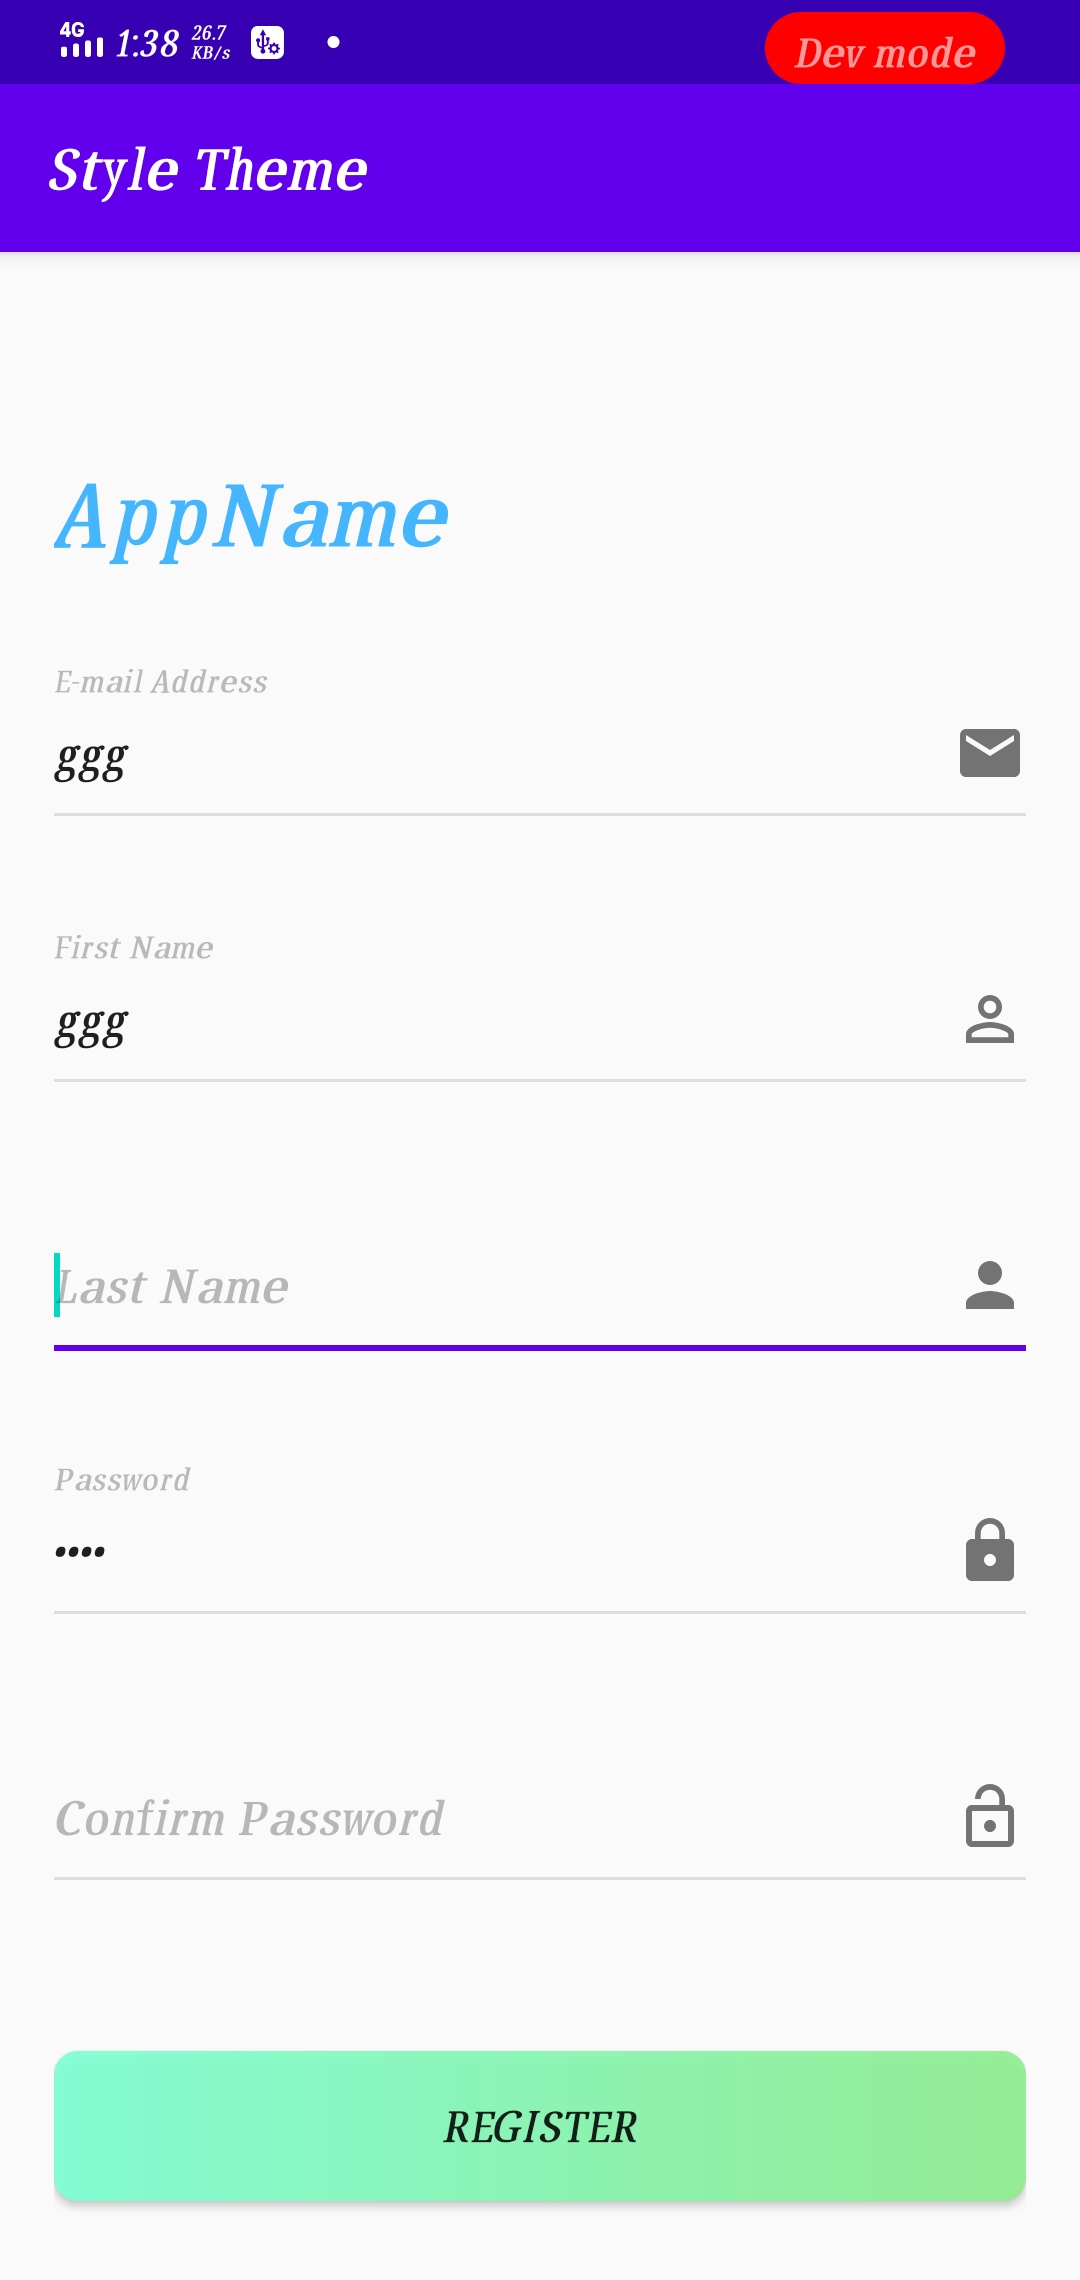 4G 1:38 26.7 KB/s Dev mode
Style Theme
AppName
E-mail Address
ggg
First Name
ggg
Last Name
Password
••••
Confirm Password
REGISTER